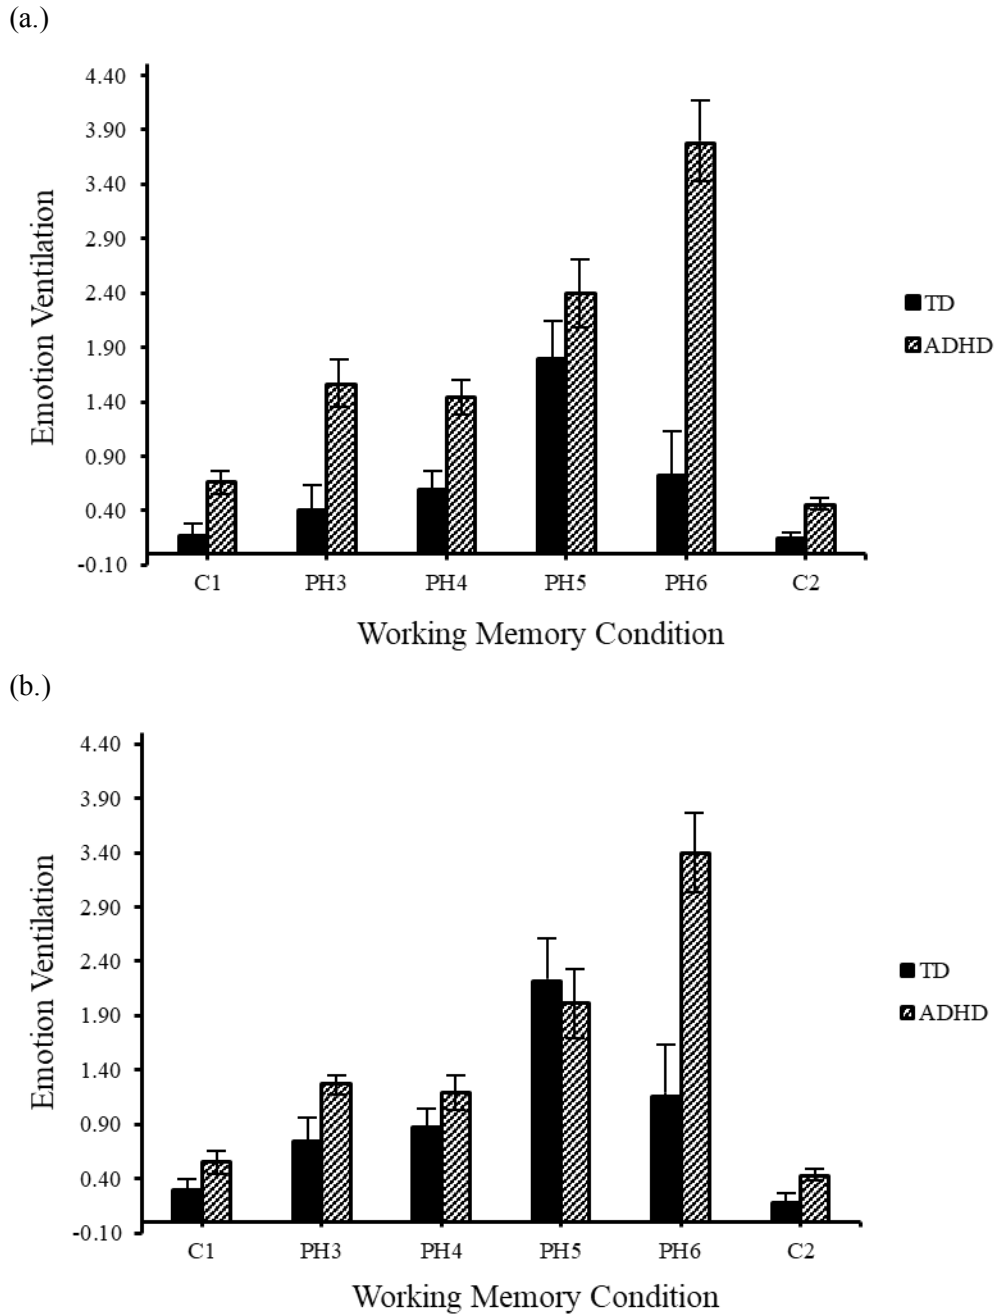 (a.)
4.40
3.90
3.40
2.90
2.40
1.90
1.40
0.90
0.40
-0.10
Emotion Ventilation
C1 PH3 PH4 PH5 PH6 C2
Working Memory Condition
TD
ADHD
(b.)
4.40
3.90
3.40
2.90
2.40
1.90
1.40
0.90
0.40
-0.10
Emotion Ventilation
C1 PH3 PH4 PH5 PH6 C2
Working Memory Condition
TD
ADHD